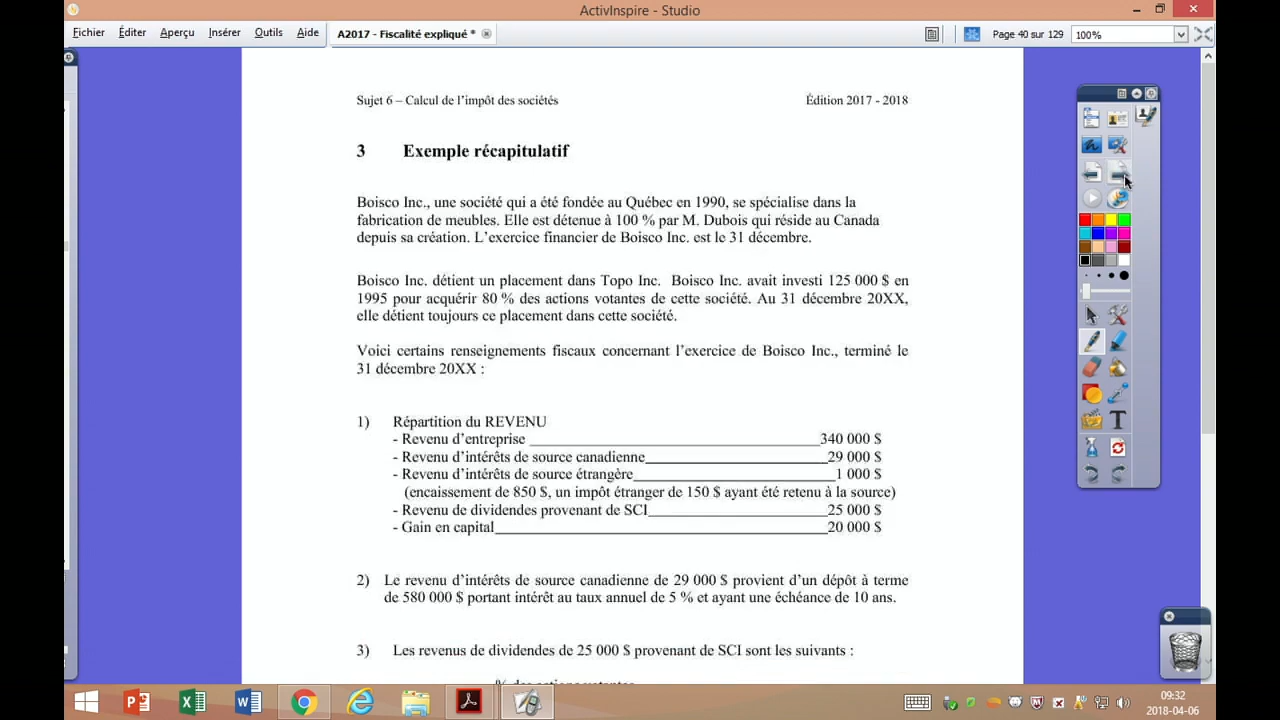 ActivInspire - Studio
Fichier Éditer Aperçu Insérer Outils Aide A2017 - Fiscalité expliqué * Page 40 sur 129 100%
Sujet 6 – Calcul de l'impôt des sociétés Édition 2017 - 2018
3 Exemple récapitulatif
Boisco Inc., une société qui a été fondée au Québec en 1990, se spécialise dans la
fabrication de meubles. Elle est détenue à 100 % par M. Dubois qui réside au Canada
depuis sa création. L'exercice financier de Boisco Inc. est le 31 décembre.
Boisco Inc. détient un placement dans Topo Inc. Boisco Inc. avait investi 125 000 $ en
1995 pour acquérir 80 % des actions votantes de cette société. Au 31 décembre 20XX,
elle détient toujours ce placement dans cette société.
Voici certains renseignements fiscaux concernant l'exercice de Boisco Inc., terminé le
31 décembre 20XX :
1) Répartition du REVENU
- Revenu d'entreprise 340 000 $
- Revenu d'intérêts de source canadienne 29 000 $
- Revenu d'intérêts de source étrangère 1 000 $
(encaissement de 850 $, un impôt étranger de 150 $ ayant été retenu à la source)
- Revenu de dividendes provenant de SCI 25 000 $
- Gain en capital 20 000 $
2) Le revenu d'intérêts de source canadienne de 29 000 $ provient d'un dépôt à terme
de 580 000 $ portant intérêt au taux annuel de 5 % et ayant une échéance de 10 ans.
3) Les revenus de dividendes de 25 000 $ provenant de SCI sont les suivants :
% des actions votantes
09:32
2018-04-06